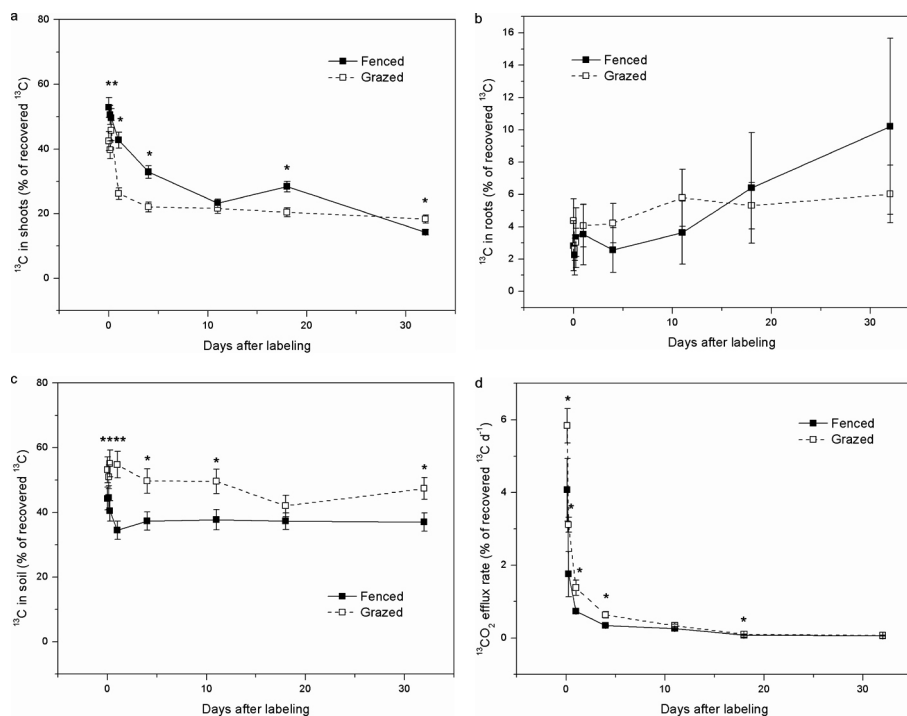 a
80
60
40
20
0
0
10
20
30
**
*
*
*
*
Fenced
Grazed
¹³C in shoots (% of recovered ¹³C)
Days after labeling
b
16
14
12
10
8
6
4
2
0
0
10
20
30
Fenced
Grazed
¹³C in roots (% of recovered ¹³C)
Days after labeling
c
80
60
40
20
0
0
10
20
30
****
*
*
*
Fenced
Grazed
¹³C in soil (% of recovered ¹³C)
Days after labeling
d
6
4
2
0
0
10
20
30
*
*
*
*
*
Fenced
Grazed
¹³CO₂ efflux rate (% of recovered ¹³C d⁻¹)
Days after labeling